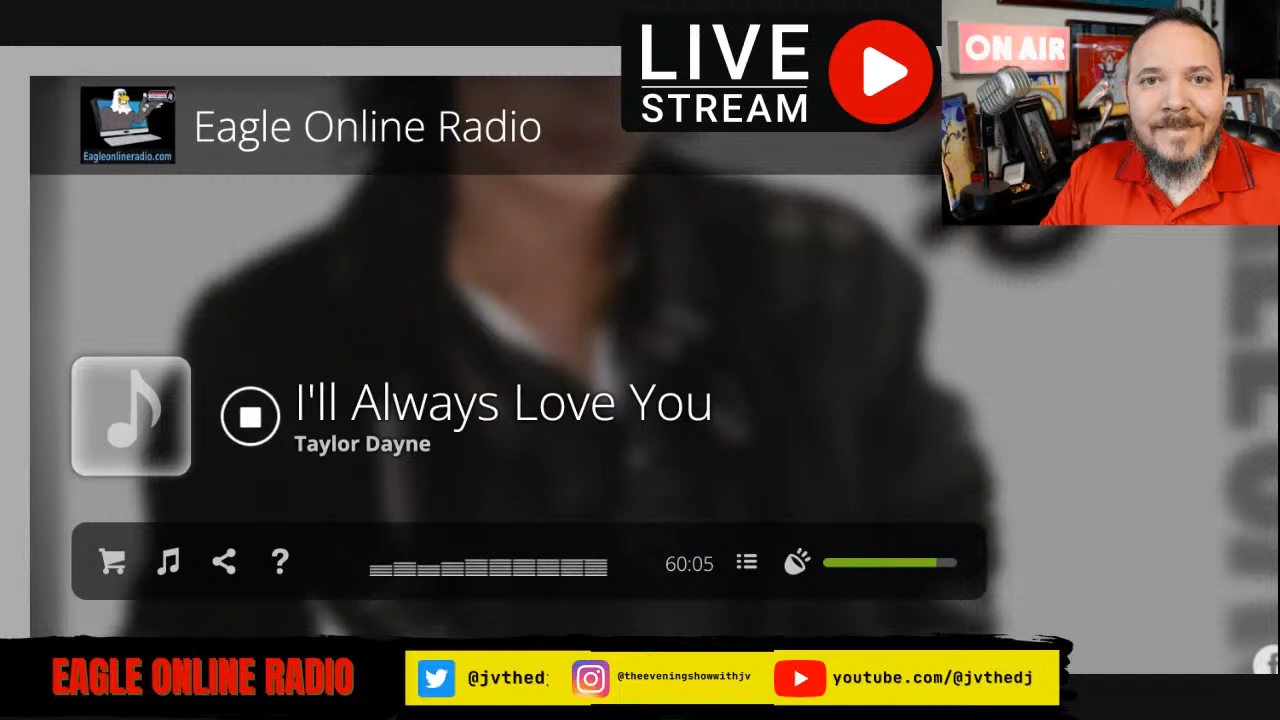 LIVE
STREAM
ON AIR
Eagle Online Radio
Eagleonlineradio.com
I'll Always Love You
Taylor Dayne
?
60:05
EAGLE ONLINE RADIO
@jvthed
@theeveningshowwithjv
youtube.com/@jvthedj